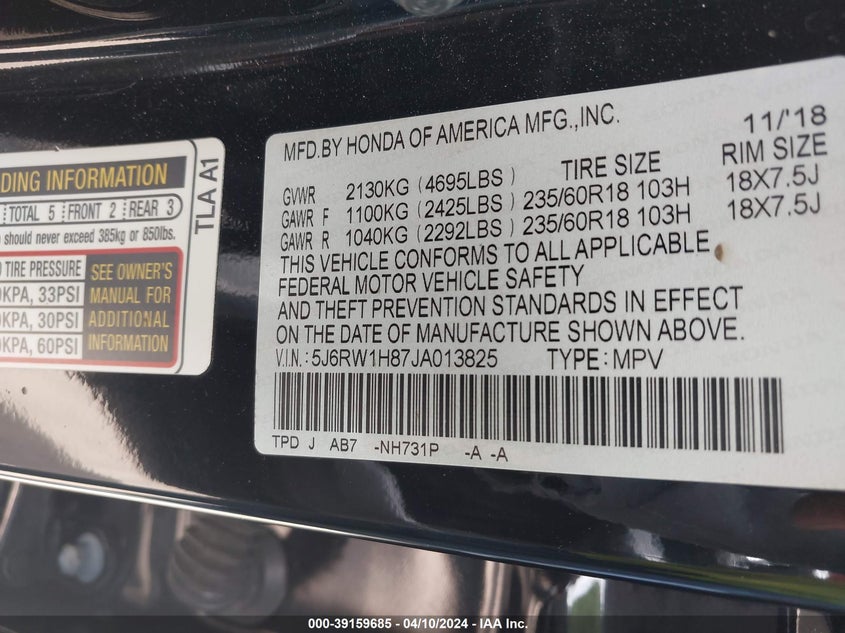 DING INFORMATION
TOTAL 5 FRONT 2 REAR 3
should never exceed 385kg or 850lbs.
TIRE PRESSURE
KPA, 33PSI
KPA, 30PSI
KPA, 60PSI
SEE OWNER'S
MANUAL FOR
ADDITIONAL
INFORMATION
TLA A1
MFD.BY HONDA OF AMERICA MFG.,INC. 11/'18
TIRE SIZE RIM SIZE
GVWR 2130KG (4695LBS)
GAWR F 1100KG (2425LBS) 235/60R18 103H 18X7.5J
GAWR R 1040KG (2292LBS) 235/60R18 103H 18X7.5J
THIS VEHICLE CONFORMS TO ALL APPLICABLE
FEDERAL MOTOR VEHICLE SAFETY
AND THEFT PREVENTION STANDARDS IN EFFECT
ON THE DATE OF MANUFACTURE SHOWN ABOVE.
V.I.N.:5J6RW1H87JA013825 TYPE:MPV
TPD J AB7 -NH731P -A -A
000-39159685 - 04/10/2024 - IAA Inc.